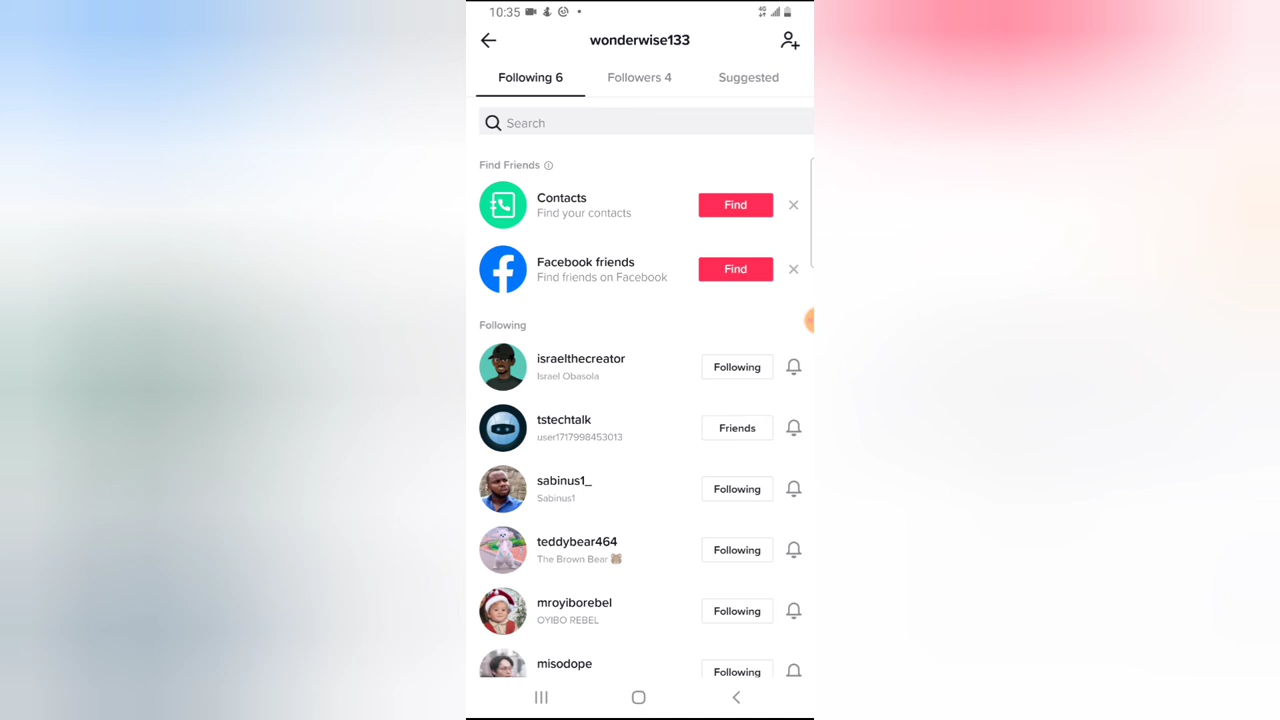 10:35
4G
wonderwise133
Following 6
Followers 4
Suggested
Search
Find Friends
Contacts
Find your contacts
Find
Facebook friends
Find friends on Facebook
Find
Following
israelthecreator
Israel Obasola
Following
tstechtalk
user1717998453013
Friends
sabinus1_
Sabinus1
Following
teddybear464
The Brown Bear 🐻
Following
mroyiborebel
OYIBO REBEL
Following
misodope
Following